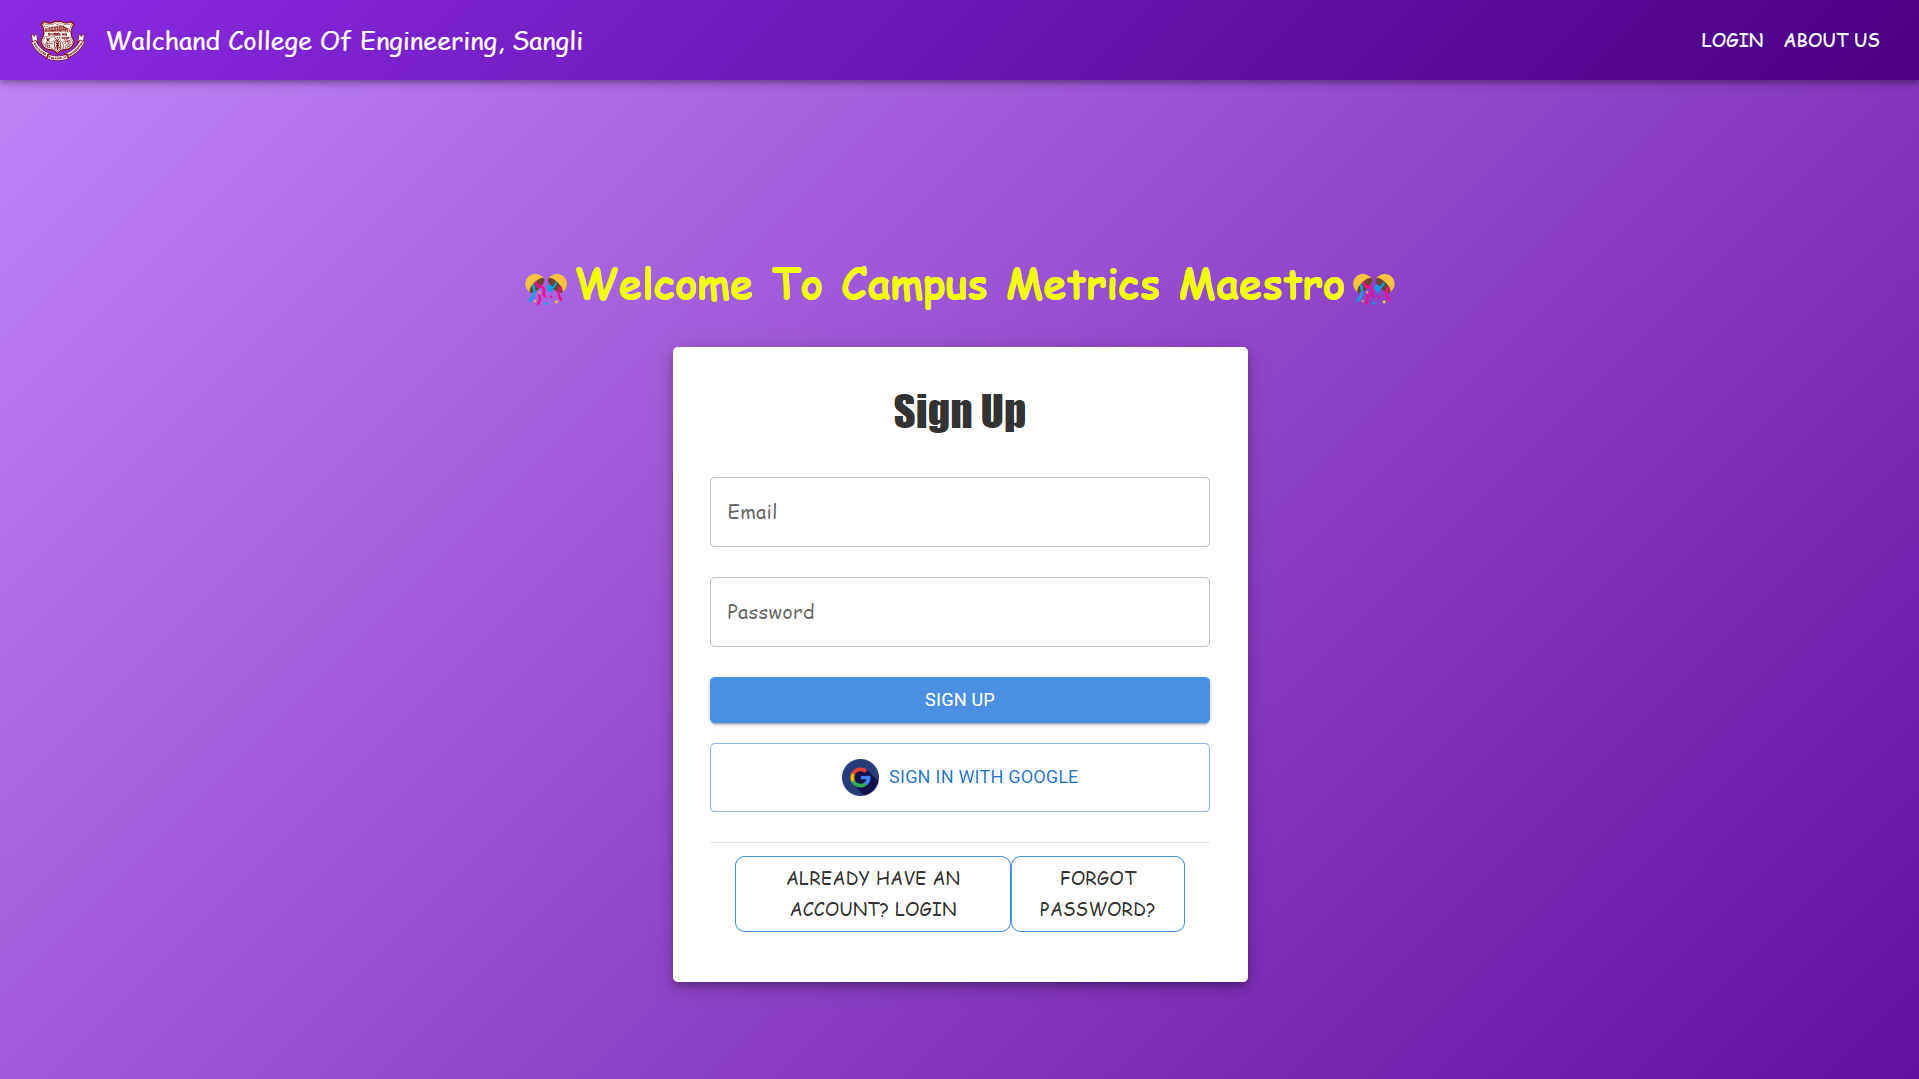 Walchand College Of Engineering, Sangli
LOGIN
ABOUT US
Welcome To Campus Metrics Maestro
Sign Up
Email
Password
SIGN UP
SIGN IN WITH GOOGLE
ALREADY HAVE AN
ACCOUNT? LOGIN
FORGOT
PASSWORD?